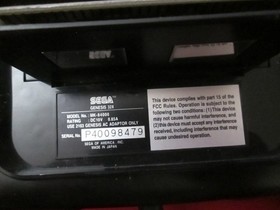 SEGA
GENESIS 32X
MODEL NO. MK-84000
RATING: DC10V 0.85A
USE SEGA GENESIS AC ADAPTOR ONLY
SERIAL NO. P40098479
SEGA OF AMERICA, INC.
MADE IN JAPAN
This device complies with part 15 of the
FCC Rules. Operation is subject to the
following two conditions: (1)This device
may not cause harmful interference, and
(2)this device must accept any interference
received, including interference that may
cause undesired operation.